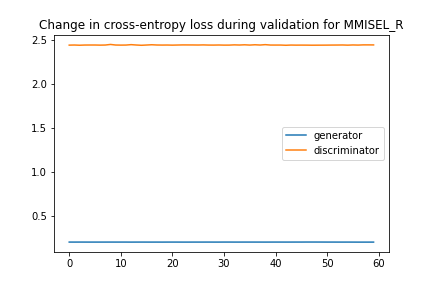 Change in cross-entropy loss during validation for MMISEL_R
2.5
2.0
1.5
1.0
0.5
generator
discriminator
0 10 20 30 40 50 60